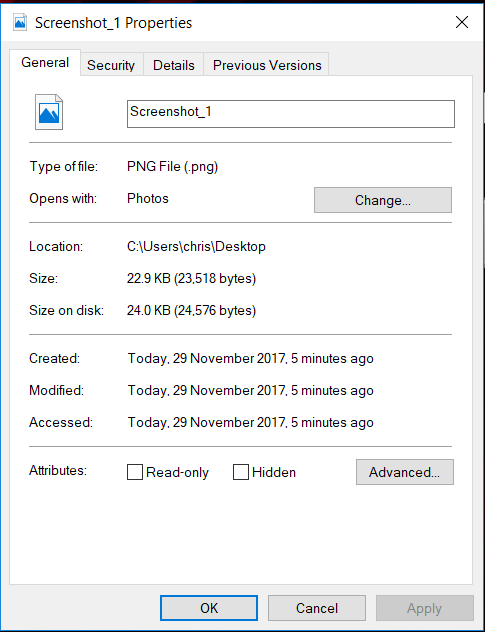 Screenshot_1 Properties
General Security Details Previous Versions
Screenshot_1
Type of file: PNG File (.png)
Opens with: Photos Change...
Location: C:\Users\chris\Desktop
Size: 22.9 KB (23,518 bytes)
Size on disk: 24.0 KB (24,576 bytes)
Created: Today, 29 November 2017, 5 minutes ago
Modified: Today, 29 November 2017, 5 minutes ago
Accessed: Today, 29 November 2017, 5 minutes ago
Attributes: Read-only Hidden Advanced...
OK Cancel Apply